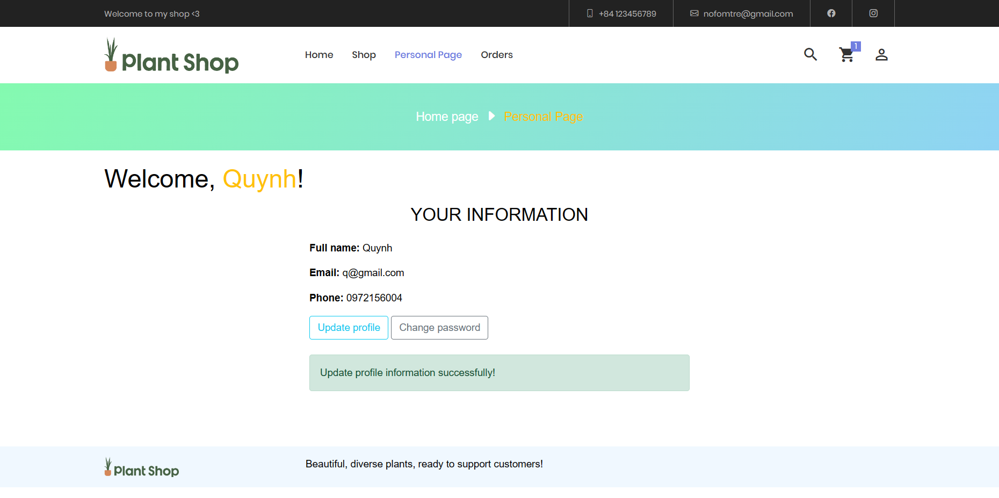 Welcome to my shop <3
+84 123456789
nofomtre@gmail.com
Plant Shop
Home
Shop
Personal Page
Orders
1
Home page
Personal Page
Welcome, Quynh!
YOUR INFORMATION
Full name: Quynh
Email: q@gmail.com
Phone: 0972156004
Update profile
Change password
Update profile information successfully!
Plant Shop
Beautiful, diverse plants, ready to support customers!